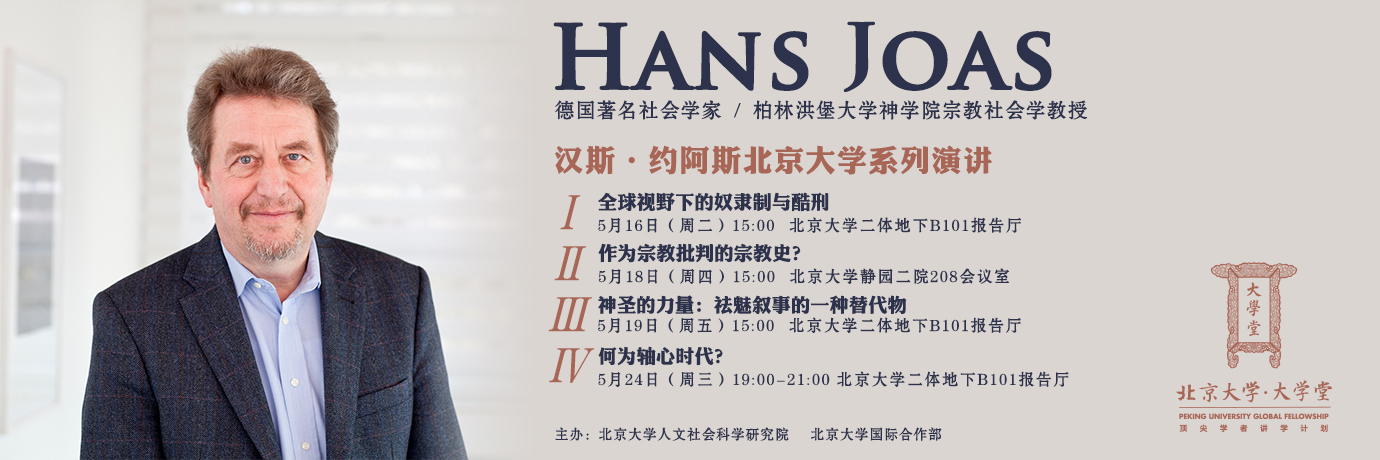 HANS JOAS
德国著名社会学家 / 柏林洪堡大学神学院宗教社会学教授
汉斯·约阿斯北京大学系列演讲
I 全球视野下的奴隶制与酷刑
5月16日（周二）15:00 北京大学二体地下B101报告厅
II 作为宗教批判的宗教史？
5月18日（周四）15:00 北京大学静园二院208会议室
III 神圣的力量：祛魅叙事的一种替代物
5月19日（周五）15:00 北京大学二体地下B101报告厅
IV 何为轴心时代？
5月24日（周三）19:00-21:00 北京大学二体地下B101报告厅
主办：北京大学人文社会科学研究院 北京大学国际合作部
大學堂
北京大学·大学堂
PEKING UNIVERSITY GLOBAL FELLOWSHIP
顶尖学者讲学计划